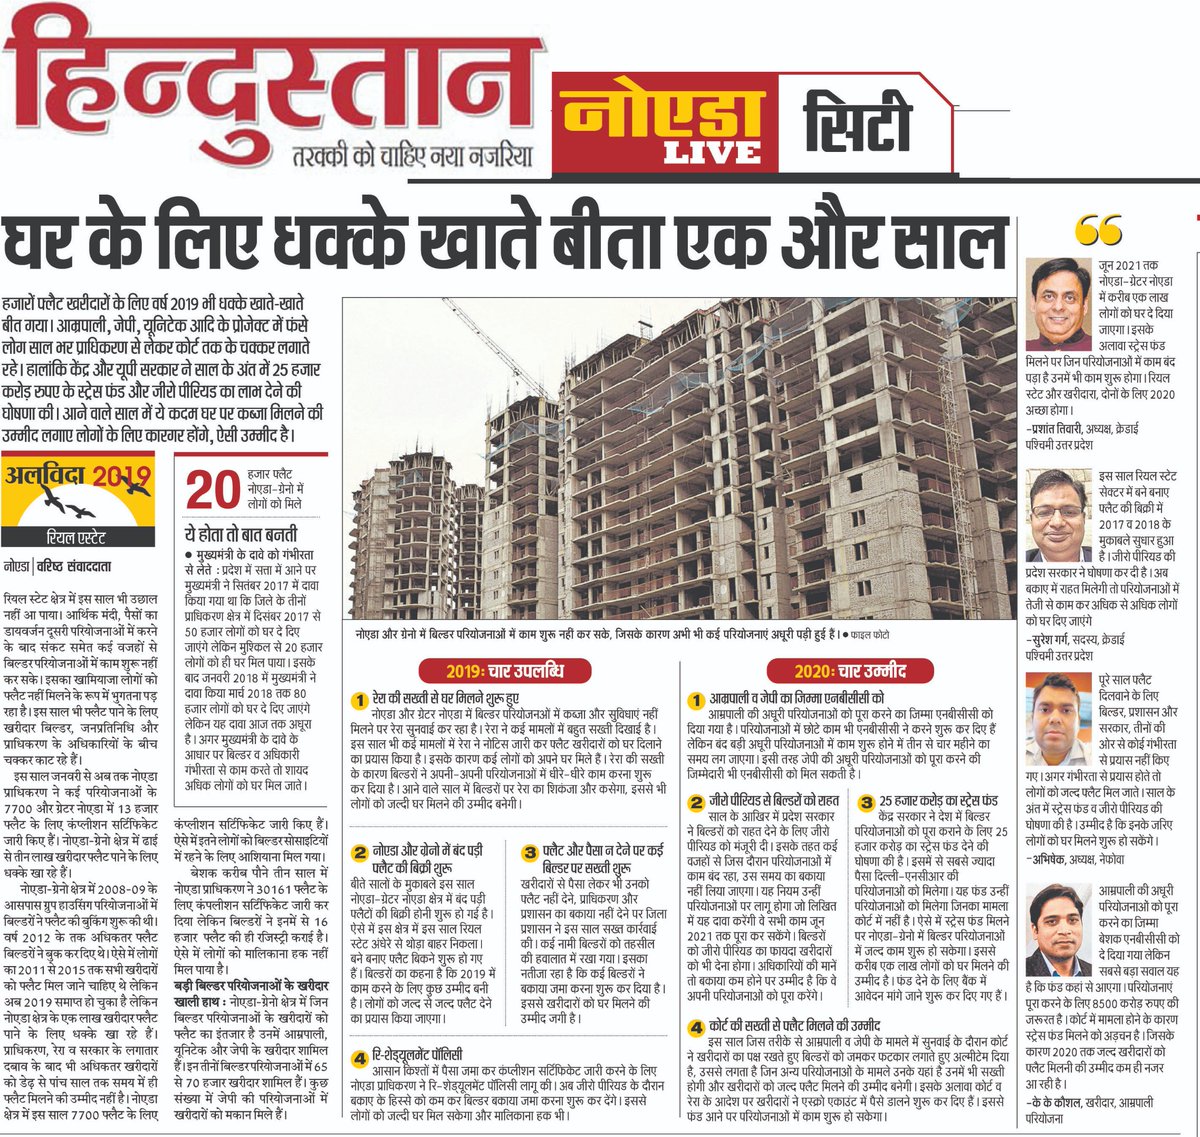 हिन्दुस्तान
तरक्की को चाहिए नया नजरिया
नोएडा
LIVE
सिटी
घर के लिए धक्के खाते बीता एक और साल
हजारों फ्लैट खरीदारों के लिए वर्ष 2019 भी धक्के खाते-खाते
बीत गया। आम्रपाली, जेपी, यूनिटेक आदि के प्रोजेक्ट में फंसे
लोग साल भर प्राधिकरण से लेकर कोर्ट तक के चक्कर लगाते
रहे। हालांकि केंद्र और यूपी सरकार ने साल के अंत में 25 हजार
करोड़ रुपए के स्ट्रेस फंड और जीरो पीरियड का लाभ देने की
घोषणा की। आने वाले साल में ये कदम घर पर कब्जा मिलने की
उम्मीद लगाए लोगों के लिए कारगर होंगे, ऐसी उम्मीद है।
अलविदा 2019
रियल एस्टेट
नोएडा | वरिष्ठ संवाददाता
रियल स्टेट क्षेत्र में इस साल भी उछाल
नहीं आ पाया। आर्थिक मंदी, पैसों का
डायवर्जन दूसरी परियोजनाओं में करने
के बाद संकट समेत कई वजहों से
बिल्डर परियोजनाओं में काम शुरू नहीं
कर सके। इसका खामियाजा लोगों को
फ्लैट नहीं मिलने के रूप में भुगतना पड़
रहा है। इस साल भी फ्लैट पाने के लिए
खरीदार बिल्डर, जनप्रतिनिधि और
प्राधिकरण के अधिकारियों के बीच
चक्कर काट रहे हैं।
इस साल जनवरी से अब तक नोएडा
प्राधिकरण ने कई परियोजनाओं के
7700 और ग्रेटर नोएडा में 13 हजार
फ्लैट के लिए कंप्लीशन सर्टिफिकेट
जारी किए हैं। नोएडा-ग्रेनो क्षेत्र में ढाई
से तीन लाख खरीदार फ्लैट पाने के लिए
धक्के खा रहे हैं।
नोएडा-ग्रेनो क्षेत्र में 2008-09 के
आसपास ग्रुप हाउसिंग परियोजनाओं में
बिल्डरों ने फ्लैट की बुकिंग शुरू की थी।
वर्ष 2012 के तक अधिकतर फ्लैट
बिल्डरों ने बुक कर दिए थे। ऐसे में लोगों
का 2011 से 2015 तक सभी खरीदारों
को फ्लैट मिल जाने चाहिए थे लेकिन
अब 2019 समाप्त हो चुका है लेकिन
नोएडा क्षेत्र के एक लाख खरीदार फ्लैट
पाने के लिए धक्के खा रहे हैं।
प्राधिकरण, रेरा व सरकार के लगातार
दबाव के बाद भी अधिकतर खरीदारों
को डेढ़ से पांच साल तक समय में ही
फ्लैट मिलने की उम्मीद नहीं है। नोएडा
क्षेत्र में इस साल 7700 फ्लैट के लिए
20
हजार फ्लैट
नोएडा-ग्रेनो में
लोगों को मिले
ये होता तो बात बनती
● मुख्यमंत्री के दावे को गंभीरता
से लेते : प्रदेश में सत्ता में आने पर
मुख्यमंत्री ने सितंबर 2017 में दावा
किया गया था कि जिले के तीनों
प्राधिकरण क्षेत्र में दिसंबर 2017 से
50 हजार लोगों को घर दे दिए
जाएंगे लेकिन मुश्किल से 20 हजार
लोगों को ही घर मिल पाया। इसके
बाद जनवरी 2018 में मुख्यमंत्री ने
दावा किया मार्च 2018 तक 80
हजार लोगों को घर दे दिए जाएंगे
लेकिन यह दावा आज तक अधूरा
है। अगर मुख्यमंत्री के दावे के
आधार पर बिल्डर व अधिकारी
गंभीरता से काम करते तो शायद
अधिक लोगों को घर मिल जाते।
कंप्लीशन सर्टिफिकेट जारी किए हैं।
ऐसे में इतने लोगों को बिल्डर सोसाइटियों
में रहने के लिए आशियाना मिल गया।
बेशक करीब पौने तीन साल में
नोएडा प्राधिकरण ने 30161 फ्लैट के
लिए कंप्लीशन सर्टिफिकेट जारी कर
दिया लेकिन बिल्डरों ने इनमें से 16
हजार फ्लैट की ही रजिस्ट्री कराई है।
ऐसे में लोगों को मालिकाना हक नहीं
मिल पाया है।
बड़ी बिल्डर परियोजनाओं के खरीदार
खाली हाथ : नोएडा-ग्रेनो क्षेत्र में जिन
बिल्डर परियोजनाओं के खरीदारों को
फ्लैट का इंतजार है उनमें आम्रपाली,
यूनिटेक और जेपी के खरीदार शामिल
हैं। इन तीनों बिल्डर परियोजनाओं में 65
से 70 हजार खरीदार शामिल हैं। कुछ
संख्या में जेपी की परियोजनाओं में
खरीदारों को मकान मिले हैं।
नोएडा और ग्रेनो में बिल्डर परियोजनाओं में काम शुरू नहीं कर सके, जिसके कारण अभी भी कई परियोजनाएं अधूरी पड़ी हुई हैं। ● फाइल फोटो
2019: चार उपलब्धि
1 रेरा की सख्ती से घर मिलने शुरू हुए
नोएडा और ग्रेटर नोएडा में बिल्डर परियोजनओं में कब्जा और सुविधाएं नहीं
मिलने पर रेरा सुनवाई कर रहा है। रेरा ने कई मामलों में बहुत सख्ती दिखाई है।
इस साल भी कई मामलों में रेरा ने नोटिस जारी कर फ्लैट खरीदारों को घर दिलाने
का प्रयास किया है। इसके कारण कई लोगों को अपने घर मिले हैं। रेरा की सख्ती
के कारण बिल्डरों ने अपनी-अपनी परियोजनाओं में धीरे-धीरे काम करना शुरू
कर दिया है। आने वाले साल में बिल्डरों पर रेरा का शिकंजा और कसेगा, इससे भी
लोगों को जल्दी घर मिलने की उम्मीद बनेगी।
2 नोएडा और ग्रेनो में बंद पड़ी
फ्लैट की बिक्री शुरू
बीते सालों के मुकाबले इस साल
नोएडा-ग्रेटर नोएडा क्षेत्र में बंद पड़ी
फ्लैटों की बिक्री होनी शुरू हो गई है।
ऐसे में इस क्षेत्र में इस साल रियल
स्टेट अंधेरे से थोड़ा बाहर निकला।
बने बनाए फ्लैट बिकने शुरू हो गए
हैं। बिल्डरों का कहना है कि 2019 में
काम करने के लिए कुछ उम्मीद बनी
है। लोगों को जल्द से जल्द फ्लैट देने
का प्रयास किया जाएगा।
3 फ्लैट और पैसा न देने पर कई
बिल्डर पर सख्ती शुरू
खरीदारों से पैसा लेकर भी उनको
फ्लैट नहीं देने, प्राधिकरण और
प्रशासन का बकाया नहीं देने पर जिला
प्रशासन ने इस साल सख्त कार्रवाई
की। कई नामी बिल्डरों को तहसील
की हवालात में रखा गया। इसका
नतीजा रहा है कि कई बिल्डरों ने
बकाया जमा करना शुरू कर दिया है।
इससे खरीदारों को घर मिलने की
उम्मीद जगी है।
4 रि-शेड्यूलमेंट पॉलिसी
आसान किश्तों में पैसा जमा कर कंप्लीशन सर्टिफिकेट जारी करने के लिए
नोएडा प्राधिकरण ने रि-शेडयूलमेंट पॉलिसी लागू की। अब जीरो पीरियड के दौरान
बकाए के हिस्से को कम कर बिल्डर बकाया जमा करना शुरू कर देंगे। इससे
लोगों को जल्दी घर मिल सकेगा और मालिकाना हक भी।
2020: चार उम्मीद
1 आम्रपाली व जेपी का जिम्मा एनबीसीसी को
आम्रपाली की अधूरी परियोजनाओं को पूरा करने का जिम्मा एनबीसीसी को
दिया गया है। परियोजनाओं में छोटे काम भी एनबीसीसी ने करने शुरू कर दिए हैं
लेकिन बंद बड़ी अधूरी परियोजनाओं में काम शुरू होने में तीन से चार महीने का
समय लग जाएगा। इसी तरह जेपी की अधूरी परियोजनाओं को पूरा करने की
जिम्मेदारी भी एनबीसीसी को मिल सकती है।
2 जीरो पीरियड से बिल्डरों को राहत
साल के आखिर में प्रदेश सरकार
ने बिल्डरों को राहत देने के लिए जीरो
पीरियड को मंजूरी दी। इसके तहत कई
वजहों से जिस दौरान परियोजनाओं में
काम बंद रहा, उस समय का बकाया
नहीं लिया जाएगा। यह नियम उन्हीं
परियोजनाओं पर लागू होगा जो लिखित
में यह दावा करेंगी व सभी काम जून
2021 तक पूरा कर सकेंगे। बिल्डरों
को जीरो पीरियड का फायदा खरीदारों
को भी देना होगा। अधिकारियों की मानें
तो बकाया कम होने पर उम्मीद है कि वे
अपनी परियोजनाओं को पूरा करेंगे।
3 25 हजार करोड़ का स्ट्रेस फंड
केंद्र सरकार ने देश में बिल्डर
परियोजनाओं को पूरा कराने के लिए 25
हजार करोड़ का स्ट्रेस फंड देने की
घोषणा की है। इसमें से सबसे ज्यादा
पैसा दिल्ली-एनसीआर की
परियोजनाओं को मिलेगा। यह फंड उन्हीं
परियोजनाओं को मिलेगा जिनका मामला
कोर्ट में नहीं है। ऐसे में स्ट्रेस फंड मिलने
पर नोएडा-ग्रेनो में बिल्डर परियोजनाओं
में जल्द काम शुरू हो सकेगा। इससे
करीब एक लाख लोगों को घर मिलने की
उम्मीद है। फंड देने के लिए बैंक में
आवेदन मांगे जाने शुरू कर दिए गए हैं।
4 कोर्ट की सख्ती से फ्लैट मिलने की उम्मीद
इस साल जिस तरीके से आम्रपाली व जेपी के मामले में सुनवाई के दौरान कोर्ट
ने खरीदारों का पक्ष रखते हुए बिल्डरों को जमकर फटकार लगाते हुए अल्मीटेम दिया
है, उससे लगता है जिन अन्य परियोजनाओं के मामले उनके यहां है उनमें भी सख्ती
होगी और खरीदारों को जल्द फ्लैट मिलने की उम्मीद बनेगी। इसके अलावा कोर्ट व
रेरा के आदेश पर खरीदारों ने एस्क्रो एकाउंट में पैसे डालने शुरू कर दिए हैं। इससे
फंड आने पर परियोजनाओं में काम शुरू हो सकेगा।
“
जून 2021 तक
नोएडा-ग्रेटर नोएडा
में करीब एक लाख
लोगों को घर दे दिया
जाएगा। इसके
अलावा स्ट्रेस फंड
मिलने पर जिन परियोजनाओं में काम बंद
पड़ा है उनमें भी काम शुरू होगा। रियल
स्टेट और खरीदारा, दोनों के लिए 2020
अच्छा होगा।
-प्रशांत तिवारी, अध्यक्ष, क्रेडाई
पश्चिमी उत्तर प्रदेश
इस साल रियल स्टेट
सेक्टर में बने बनाए
फ्लैट की बिक्री में
2017 व 2018 के
मुकाबले सुधार हुआ
है। जीरो पीरियड की
प्रदेश सरकार ने घोषणा कर दी है। अब
बकाए में राहत मिलेगी तो परियोजनाओं में
तेजी से काम कर अधिक से अधिक लोगों
को घर दिए जाएंगे
-सुरेश गर्ग, सदस्य, क्रेडाई
पश्चिमी उत्तर प्रदेश
पूरे साल फ्लैट
दिलवाने के लिए
बिल्डर, प्रशासन और
सरकार, तीनों की
ओर से कोई गंभीरता
से प्रयास नहीं किए
गए। अगर गंभीरता से प्रयास होते तो
लोगों को जल्द फ्लैट मिल जाते। साल के
अंत में स्ट्रेस फंड व जीरो पीरियड की
घोषणा की है। उम्मीद है कि इनके जरिए
लोगों को घर मिलने शुरू हो सकेंगे।
-अभिषेक, अध्यक्ष, नेफोवा
आम्रपाली की अधूरी
परियोजनाओं को पूरा
करने का जिम्मा
बेशक एनबीसीसी को
दे दिया गया लेकिन
सबसे बड़ा सवाल यह
है कि फंड कहां से आएगा। परियोजनाएं
पूरा करने के लिए 8500 करोड़ रुपए की
जरूरत है। कोर्ट में मामला होने के कारण
स्ट्रेस फंड मिलने को अड़चन है। जिसके
कारण 2020 तक जल्द खरीदारों को
फ्लैट मिलने की उम्मीद कम ही नजर
आ रही है।
-के के कौशल, खरीदार, आम्रपाली
परियोजना